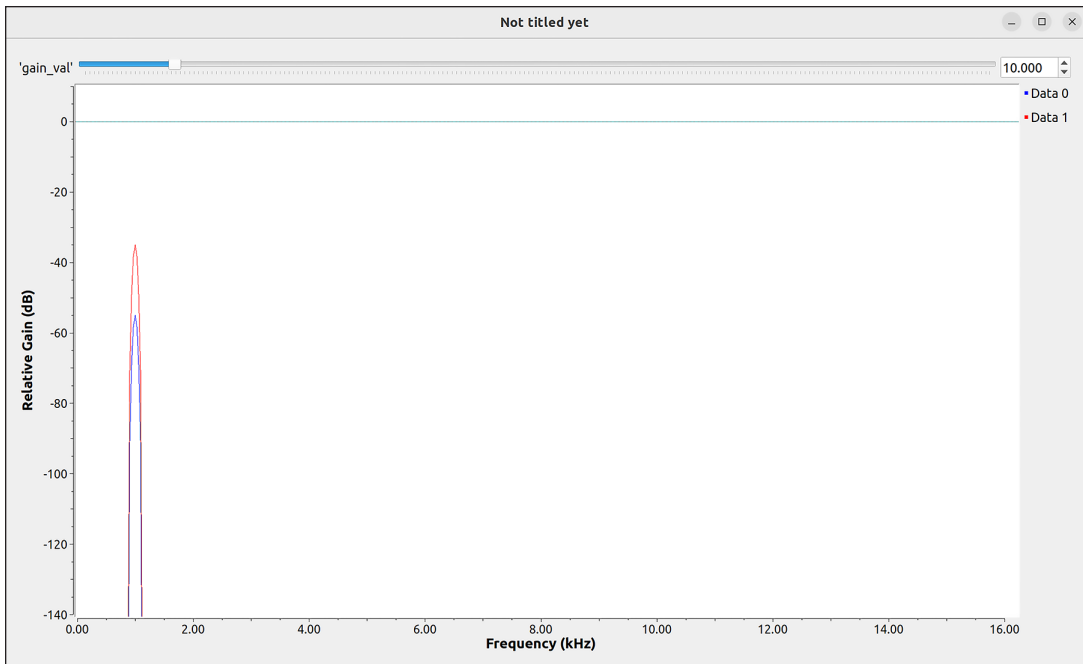 Not titled yet
'gain_val'
10.000
Data 0
Data 1
0
-20
-40
-60
-80
-100
-120
-140
Relative Gain (dB)
0.00 2.00 4.00 6.00 8.00 10.00 12.00 14.00 16.00
Frequency (kHz)